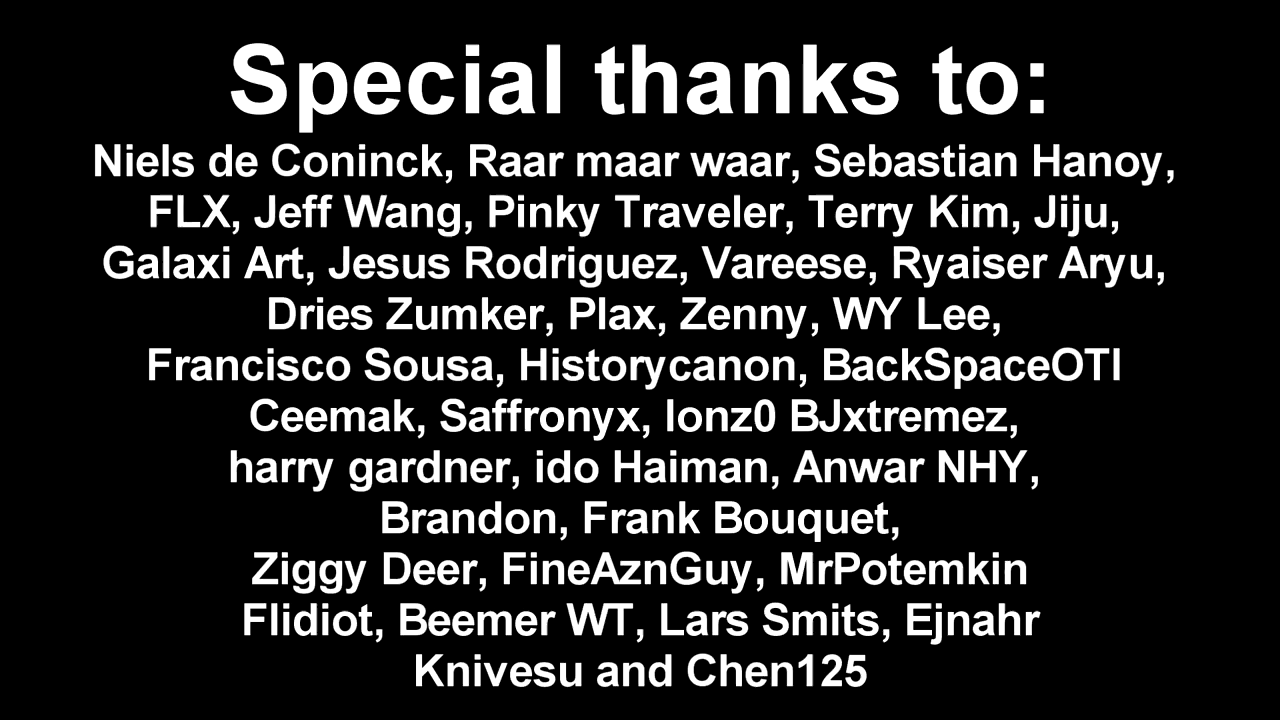 Special thanks to:
Niels de Coninck, Raar maar waar, Sebastian Hanoy,
FLX, Jeff Wang, Pinky Traveler, Terry Kim, Jiju,
Galaxi Art, Jesus Rodriguez, Vareese, Ryaiser Aryu,
Dries Zumker, Plax, Zenny, WY Lee,
Francisco Sousa, Historycanon, BackSpaceOTI
Ceemak, Saffronyx, lonz0 BJxtremez,
harry gardner, ido Haiman, Anwar NHY,
Brandon, Frank Bouquet,
Ziggy Deer, FineAznGuy, MrPotemkin
Flidiot, Beemer WT, Lars Smits, Ejnahr
Knivesu and Chen125